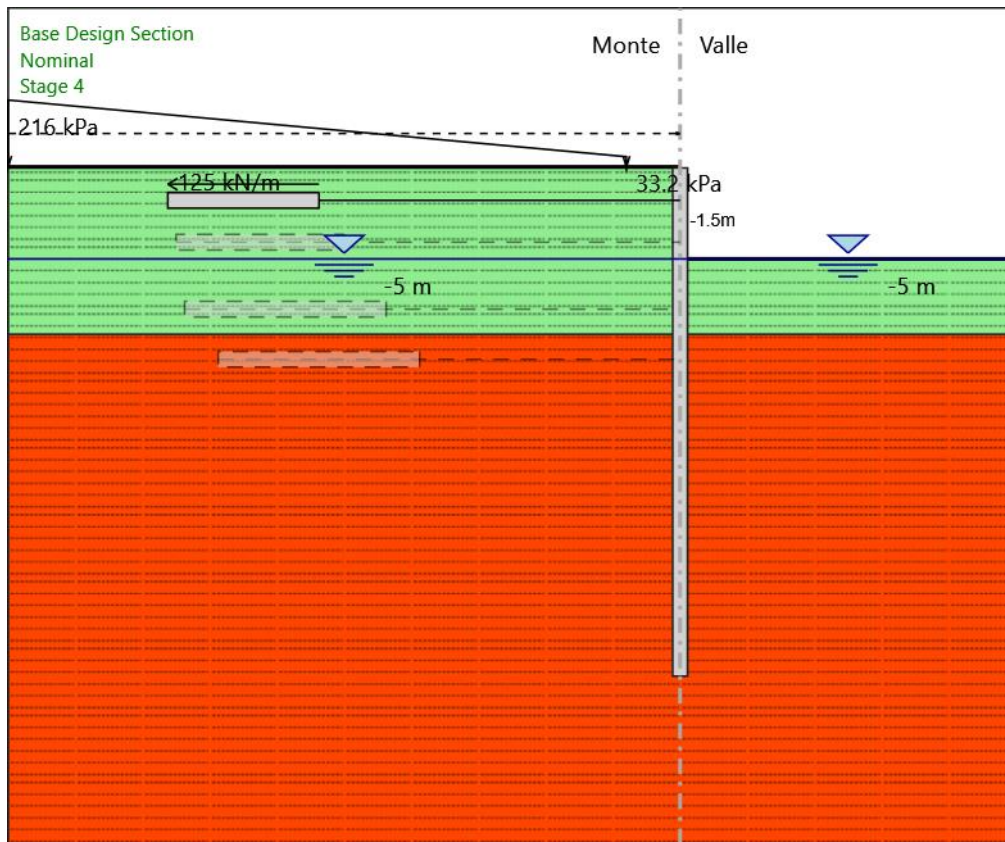 Base Design Section
Nominal
Stage 4
Monte
Valle
216 kPa
125 kN/m
33.2 kPa
-1.5m
-5 m
-5 m